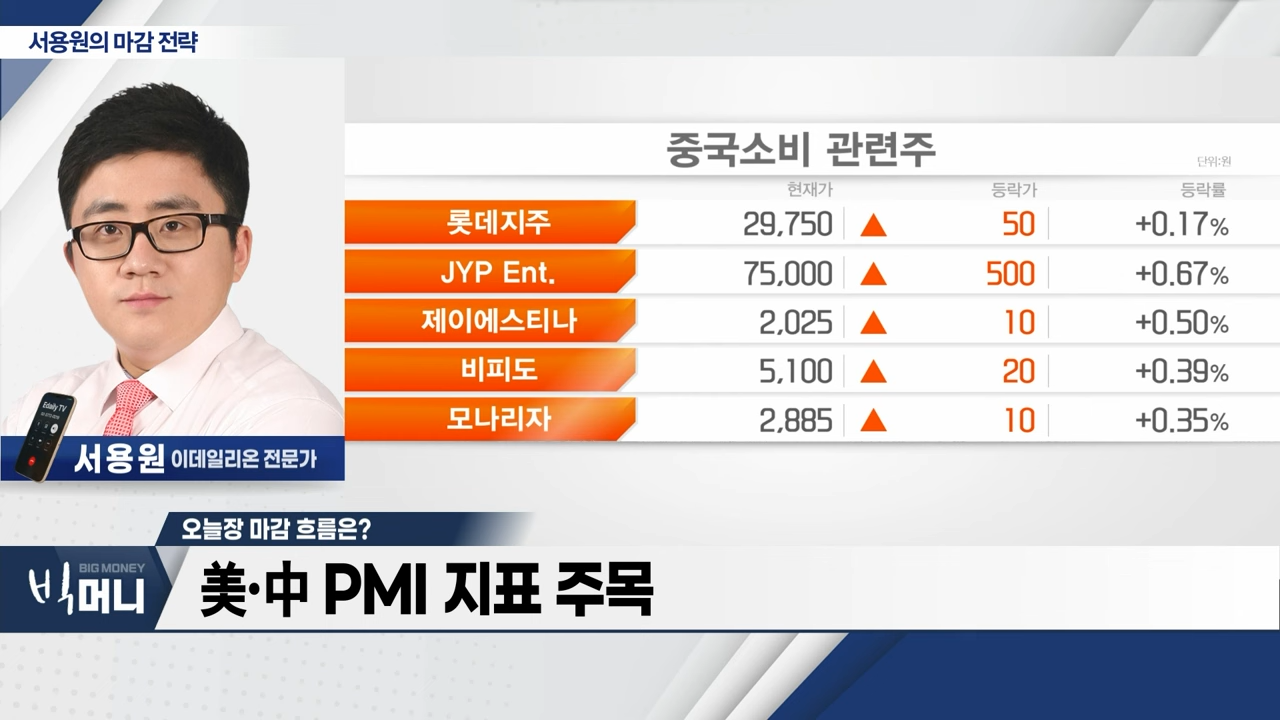 서용원의 마감 전략
중국소비 관련주
단위:원
현재가 등락가 등락률
롯데지주 29,750 ▲ 50 +0.17%
JYP Ent. 75,000 ▲ 500 +0.67%
제이에스티나 2,025 ▲ 10 +0.50%
비피도 5,100 ▲ 20 +0.39%
모나리자 2,885 ▲ 10 +0.35%
Edaily TV
서용원 이데일리온 전문가
오늘장 마감 흐름은?
BIG MONEY
빅머니
美·中 PMI 지표 주목